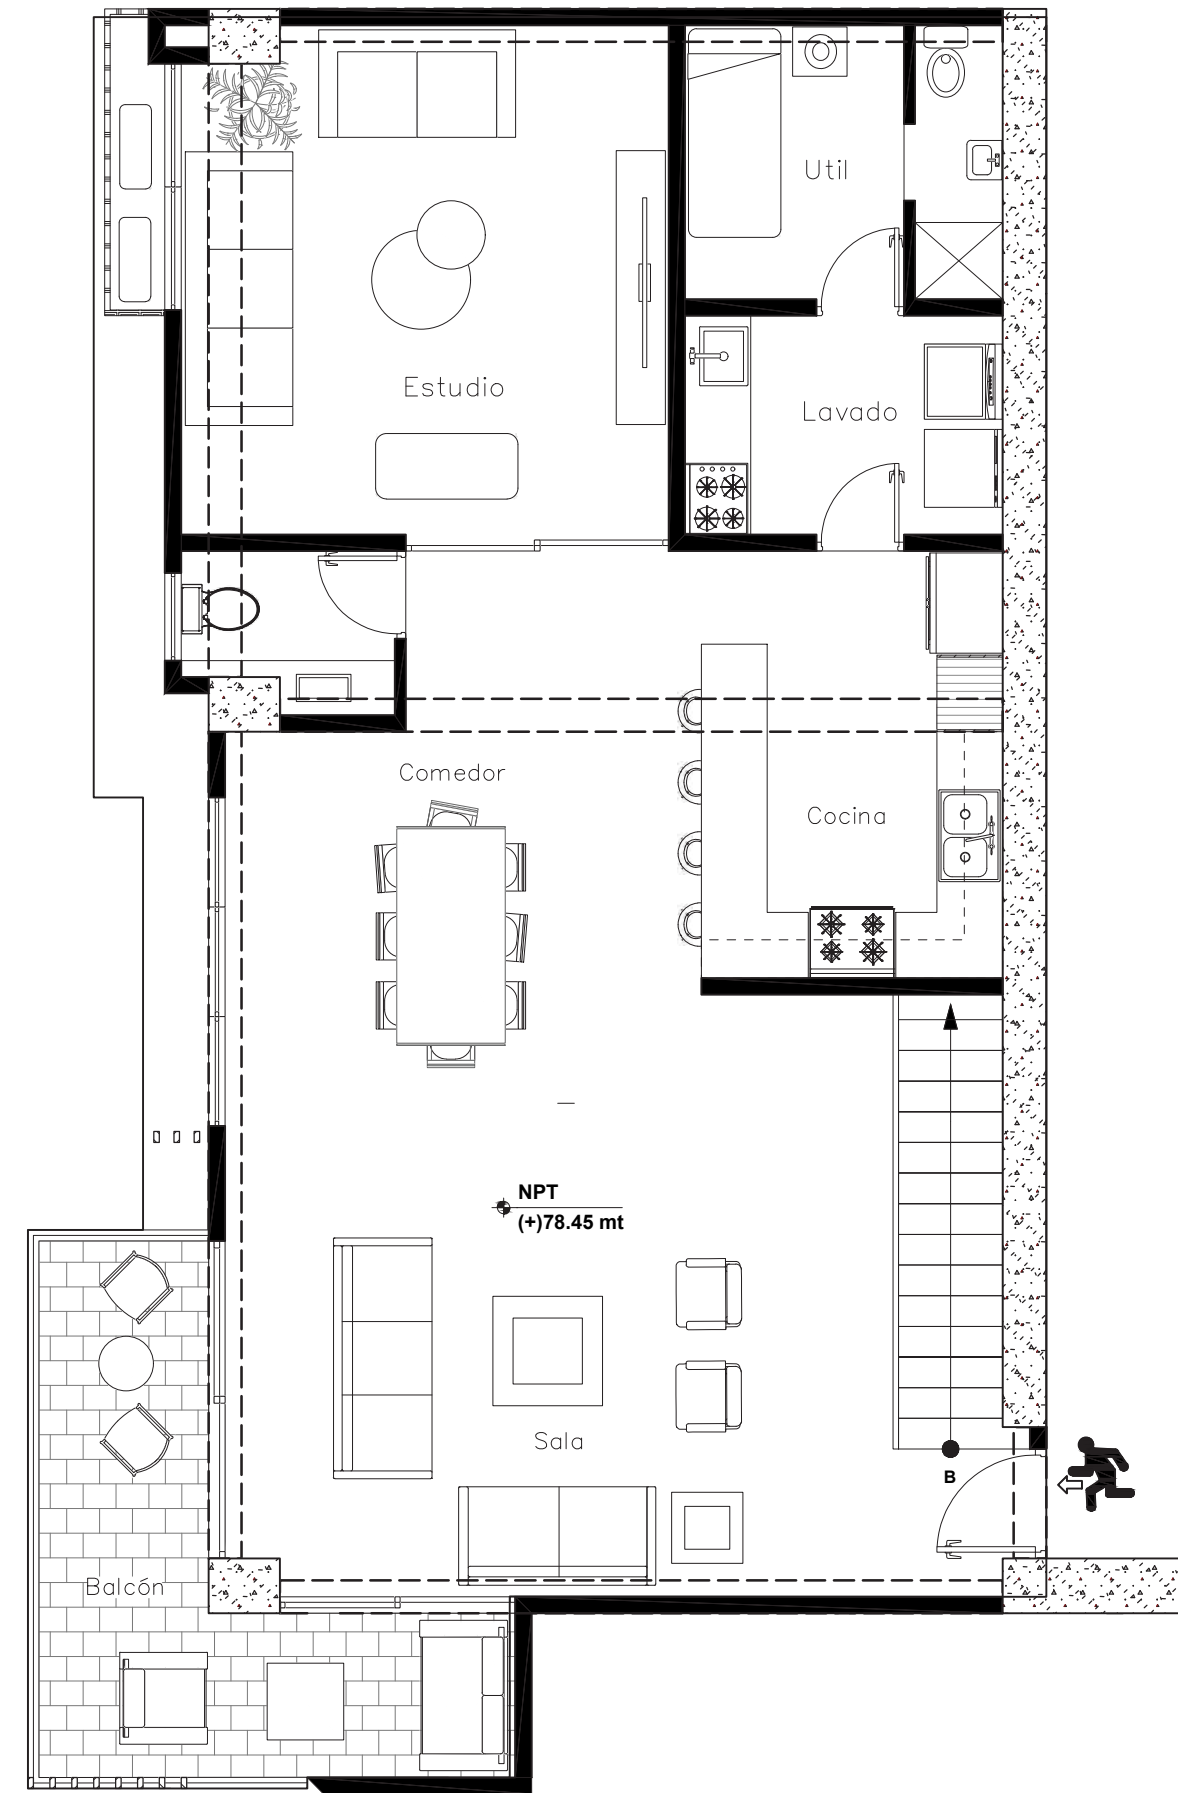 Util
Estudio
Lavado
Comedor
Cocina
NPT
(+)78.45 mt
Sala
B
Balcón